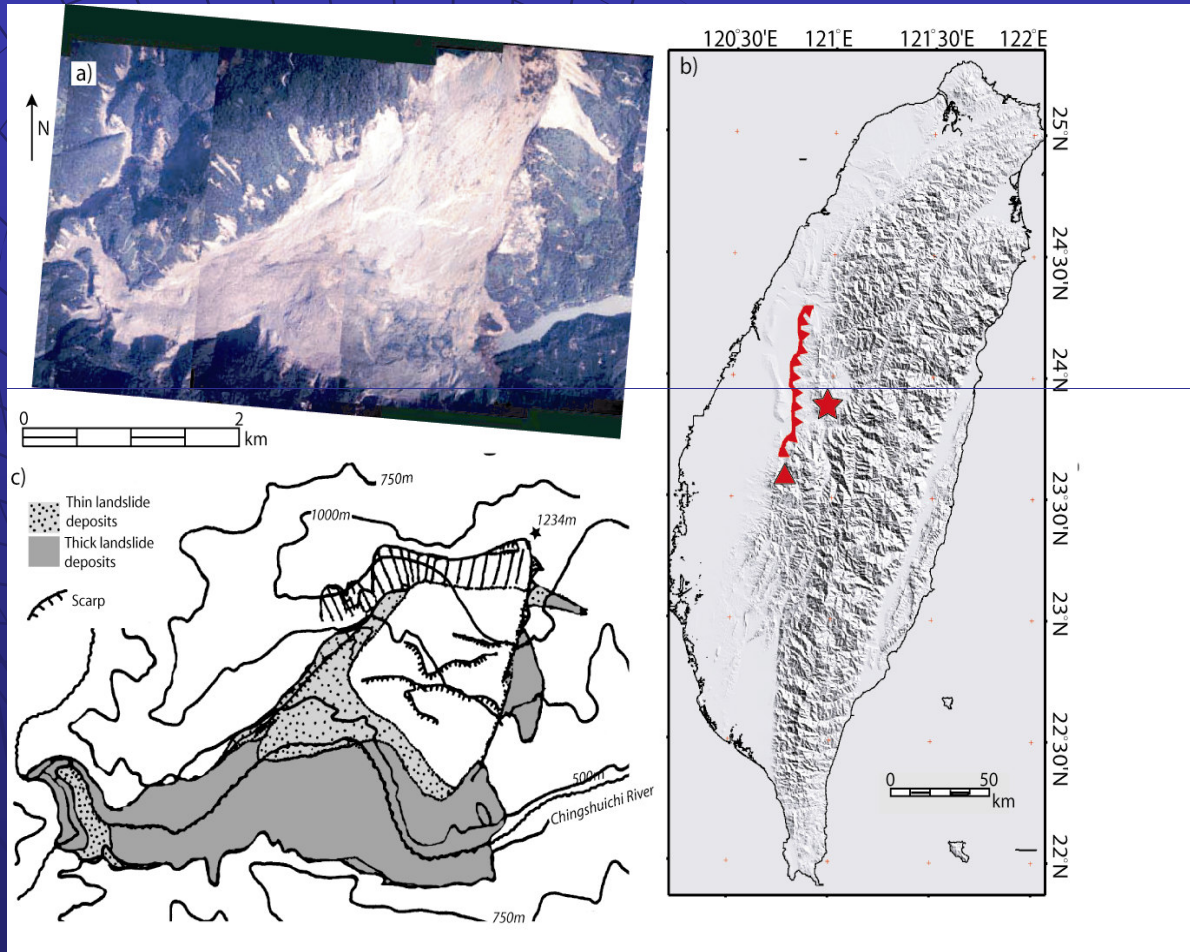 a)
N
0 2
km
b)
120°30'E 121°E 121°30'E 122°E
25°N
24°30'N
24°N
23°30'N
23°N
22°30'N
22°N
0 50
km
c)
Thin landslide
deposits
Thick landslide
deposits
Scarp
750m
1000m
1234m
500m
Chingshuichi River
750m